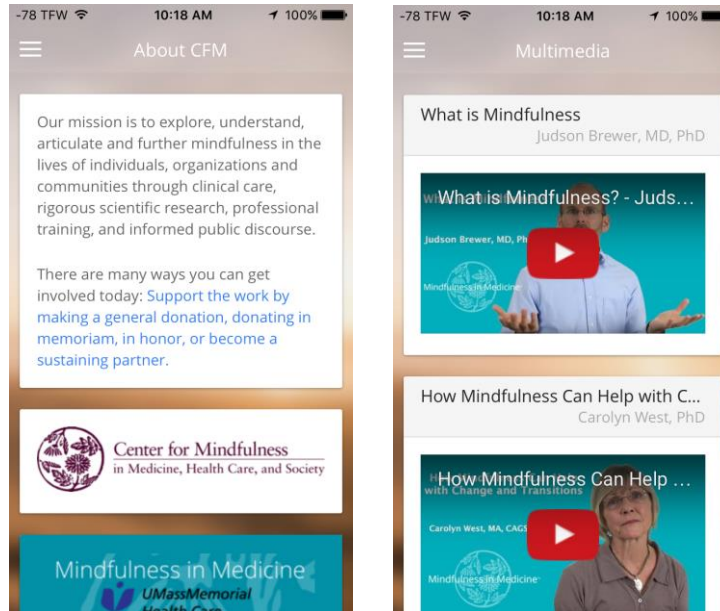 -78 TFW 10:18 AM 100%
About CFM
Our mission is to explore, understand,
articulate and further mindfulness in the
lives of individuals, organizations and
communities through clinical care,
rigorous scientific research, professional
training, and informed public discourse.
There are many ways you can get
involved today: Support the work by
making a general donation, donating in
memoriam, in honor, or become a
sustaining partner.
Center for Mindfulness
in Medicine, Health Care, and Society
Mindfulness in Medicine
UMassMemorial
Health Care
-78 TFW 10:18 AM 100%
Multimedia
What is Mindfulness
Judson Brewer, MD, PhD
What is Mindfulness? - Juds...
Judson Brewer, MD, Ph
Mindfulness in Medicine
How Mindfulness Can Help with C...
Carolyn West, PhD
How Mindfulness Can Help ...
with Change and Transitions
Carolyn West, MA, CAGS
Mindfulness in Medicine